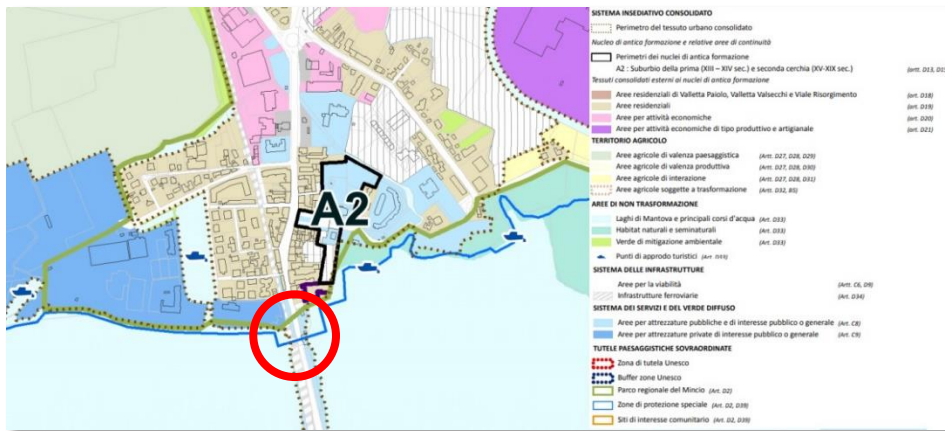 A2
SISTEMA INSEDIATIVO CONSOLIDATO
Perimetro del tessuto urbano consolidato
Nucleo di antica formazione e relative aree di continuità
Perimetri dei nuclei di antica formazione
A2 : Suburbio della prima (XIII – XIV sec.) e seconda cerchia (XV-XIX sec.) (artt. D13, D1
Tessuti consolidati esterni ai nuclei di antica formazione
Aree residenziali di Valletta Paiolo, Valletta Valsecchi e Viale Risorgimento (art. D18)
Aree residenziali (art. D19)
Aree per attività economiche (art. D20)
Aree per attività economiche di tipo produttivo e artigianale (art. D21)
TERRITORIO AGRICOLO
Aree agricole di valenza paesaggistica (Artt. D27, D28, D29)
Aree agricole di valenza produttiva (Artt. D27, D28, D30)
Aree agricole di interazione (Artt. D27, D28, D31)
Aree agricole soggette a trasformazione (Artt. D32, B5)
AREE DI NON TRASFORMAZIONE
Laghi di Mantova e principali corsi d'acqua (Art. D33)
Habitat naturali e seminaturali (Art. D33)
Verde di mitigazione ambientale (Art. D33)
Punti di approdo turistici (Art. D33)
SISTEMA DELLE INFRASTRUTTURE
Aree per la viabilità (Artt. C6, D9)
Infrastrutture ferroviarie (Art. D34)
SISTEMA DEI SERVIZI E DEL VERDE DIFFUSO
Aree per attrezzature pubbliche e di interesse pubblico o generale (Art. C8)
Aree per attrezzature private di interesse pubblico o generale (Art. C9)
TUTELE PAESAGGISTICHE SOVRAORDINATE
Zona di tutela Unesco
Buffer zone Unesco
Parco regionale del Mincio (Art. D2)
Zone di protezione speciale (Art. D2, D39)
Siti di interesse comunitario (Art. D2, D39)